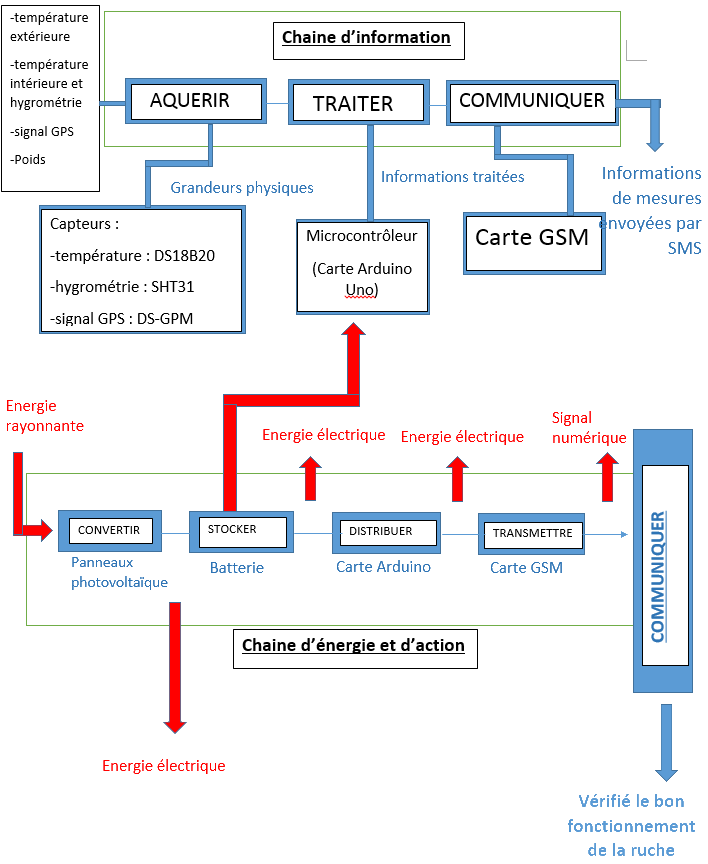 -température
extérieure
-température
intérieure et
hygrométrie
-signal GPS
-Poids
Chaine d’information
AQUERIR
TRAITER
COMMUNIQUER
Grandeurs physiques
Informations traitées
Informations
de mesures
envoyées par
SMS
Capteurs :
-température : DS18B20
-hygrométrie : SHT31
-signal GPS : DS-GPM
Microcontrôleur
(Carte Arduino
Uno)
Carte GSM
Energie
rayonnante
Energie électrique
Energie électrique
Signal
numérique
CONVERTIR
STOCKER
DISTRIBUER
TRANSMETTRE
COMMUNIQUER
Panneaux
photovoltaïque
Batterie
Carte Arduino
Carte GSM
Chaine d’énergie et d’action
Energie électrique
Vérifié le bon
fonctionnement
de la ruche